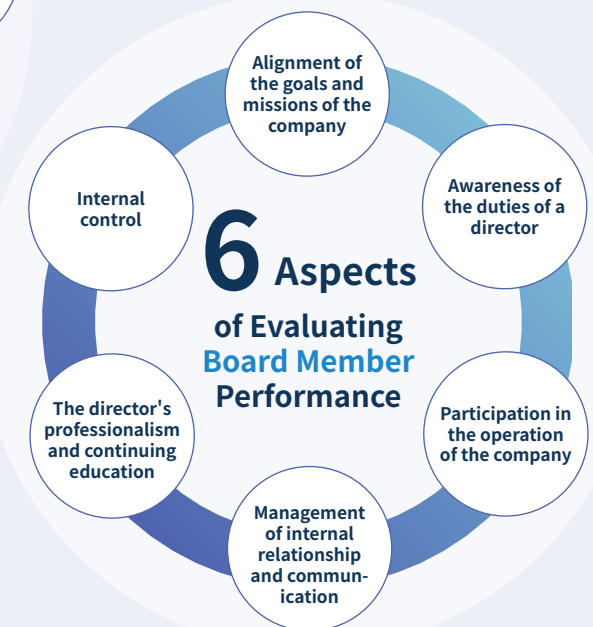 6 Aspects
of Evaluating
Board Member
Performance
Alignment of
the goals and
missions of the
company
Awareness of
the duties of a
director
Participation in
the operation
of the company
Management
of internal
relationship
and commun-
ication
The director's
professionalism
and continuing
education
Internal
control